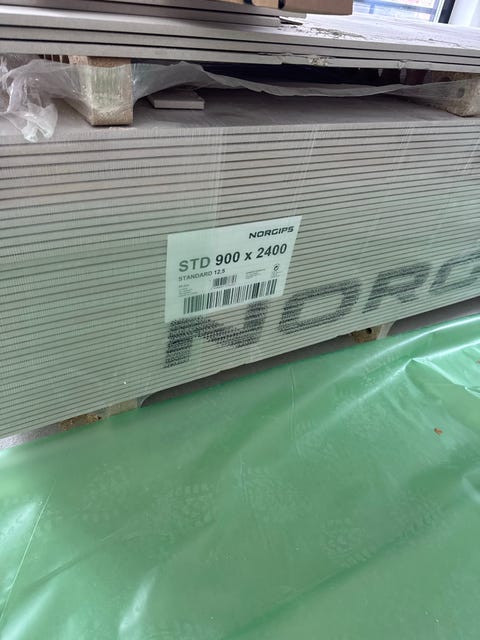 NORGIPS
STD 900 x 2400
STANDARD 12,5
NORG